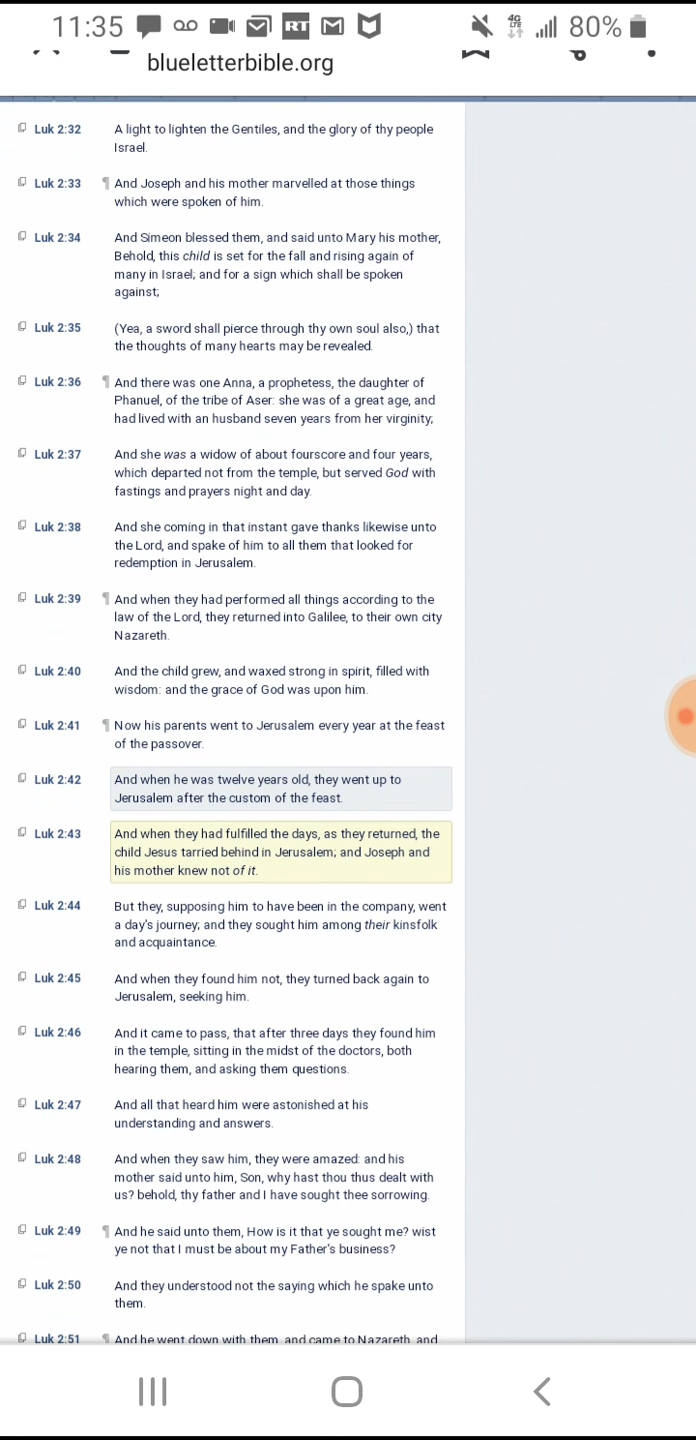 11:35 RT 4G LTE 80%
blueletterbible.org
Luk 2:32 A light to lighten the Gentiles, and the glory of thy people
Israel.
Luk 2:33 ¶ And Joseph and his mother marvelled at those things
which were spoken of him.
Luk 2:34 And Simeon blessed them, and said unto Mary his mother,
Behold, this child is set for the fall and rising again of
many in Israel; and for a sign which shall be spoken
against;
Luk 2:35 (Yea, a sword shall pierce through thy own soul also,) that
the thoughts of many hearts may be revealed.
Luk 2:36 ¶ And there was one Anna, a prophetess, the daughter of
Phanuel, of the tribe of Aser: she was of a great age, and
had lived with an husband seven years from her virginity;
Luk 2:37 And she was a widow of about fourscore and four years,
which departed not from the temple, but served God with
fastings and prayers night and day.
Luk 2:38 And she coming in that instant gave thanks likewise unto
the Lord, and spake of him to all them that looked for
redemption in Jerusalem.
Luk 2:39 ¶ And when they had performed all things according to the
law of the Lord, they returned into Galilee, to their own city
Nazareth.
Luk 2:40 And the child grew, and waxed strong in spirit, filled with
wisdom: and the grace of God was upon him.
Luk 2:41 ¶ Now his parents went to Jerusalem every year at the feast
of the passover.
Luk 2:42 And when he was twelve years old, they went up to
Jerusalem after the custom of the feast.
Luk 2:43 And when they had fulfilled the days, as they returned, the
child Jesus tarried behind in Jerusalem; and Joseph and
his mother knew not of it.
Luk 2:44 But they, supposing him to have been in the company, went
a day's journey; and they sought him among their kinsfolk
and acquaintance.
Luk 2:45 And when they found him not, they turned back again to
Jerusalem, seeking him.
Luk 2:46 And it came to pass, that after three days they found him
in the temple, sitting in the midst of the doctors, both
hearing them, and asking them questions.
Luk 2:47 And all that heard him were astonished at his
understanding and answers.
Luk 2:48 And when they saw him, they were amazed: and his
mother said unto him, Son, why hast thou thus dealt with
us? behold, thy father and I have sought thee sorrowing.
Luk 2:49 ¶ And he said unto them, How is it that ye sought me? wist
ye not that I must be about my Father's business?
Luk 2:50 And they understood not the saying which he spake unto
them.
Luk 2:51 ¶ And he went down with them, and came to Nazareth, and